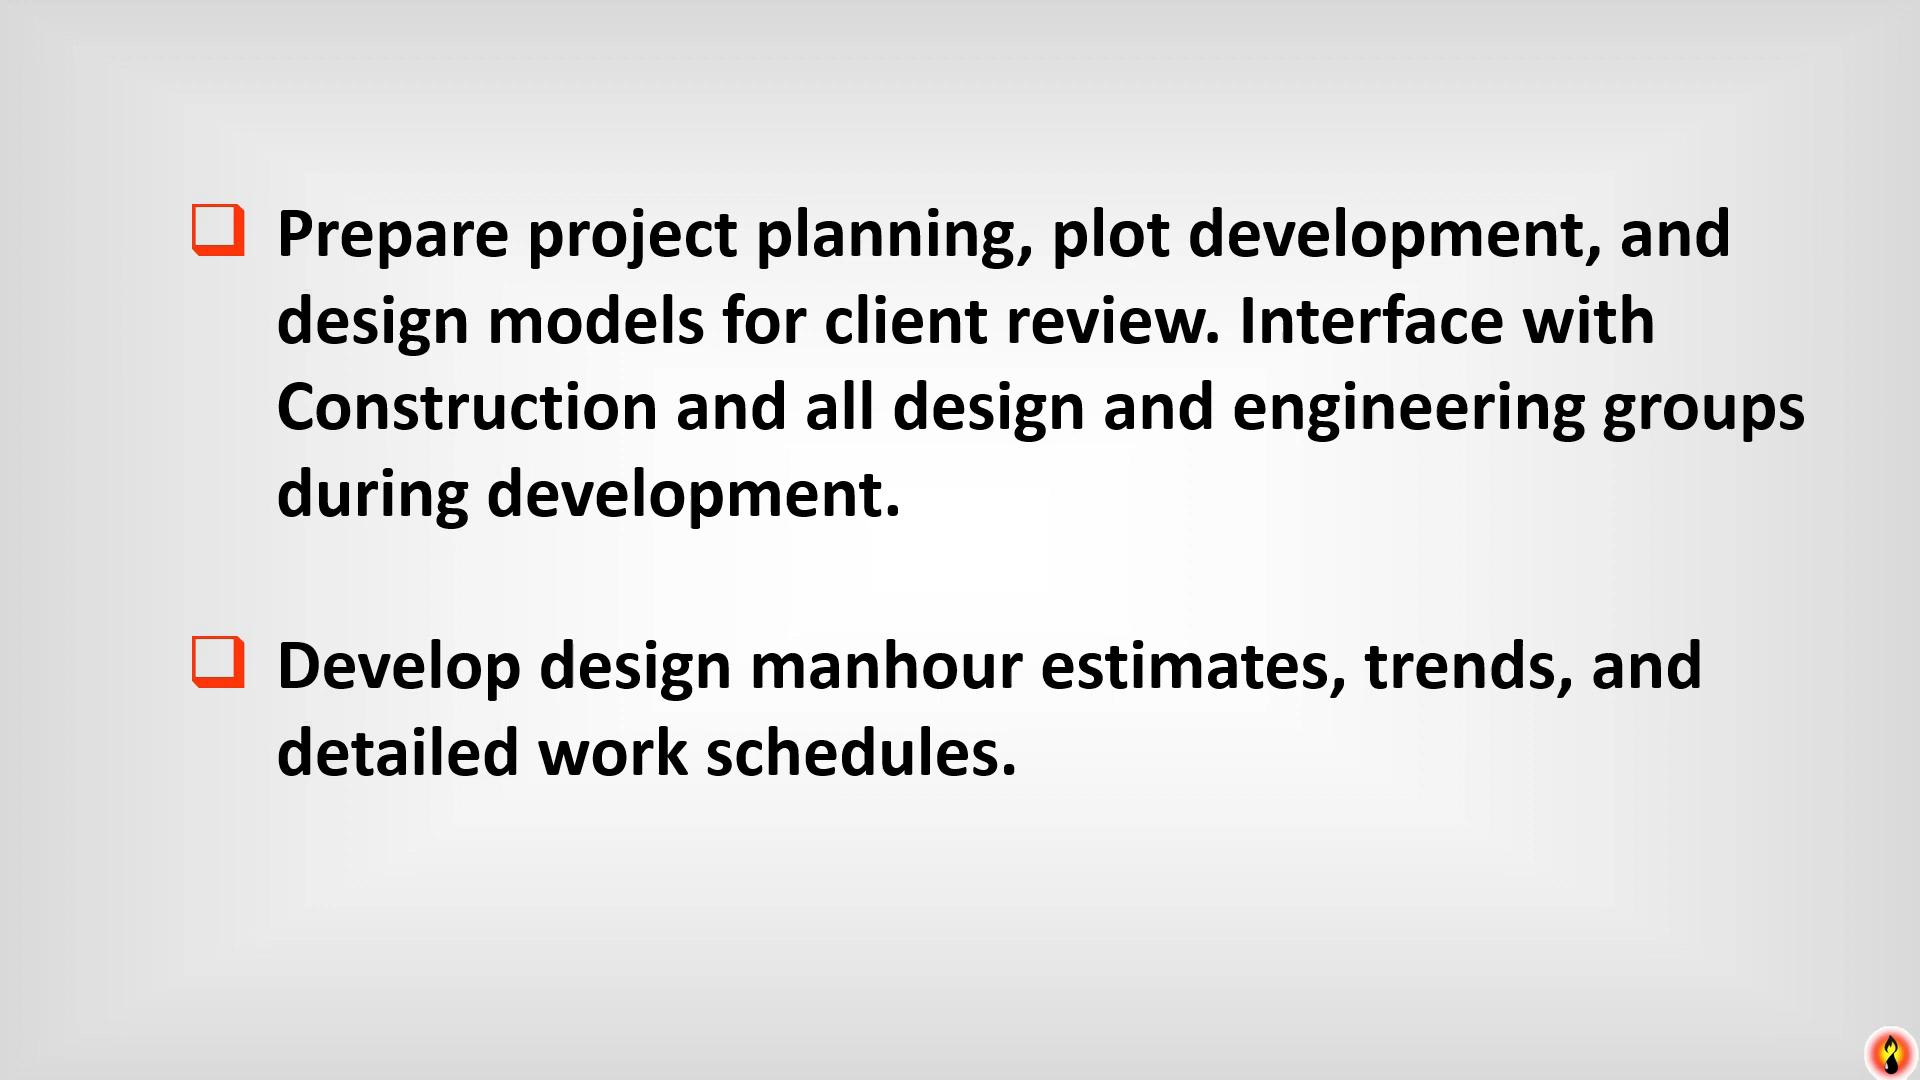 Prepare project planning, plot development, and
design models for client review. Interface with
Construction and all design and engineering groups
during development.
Develop design manhour estimates, trends, and
detailed work schedules.